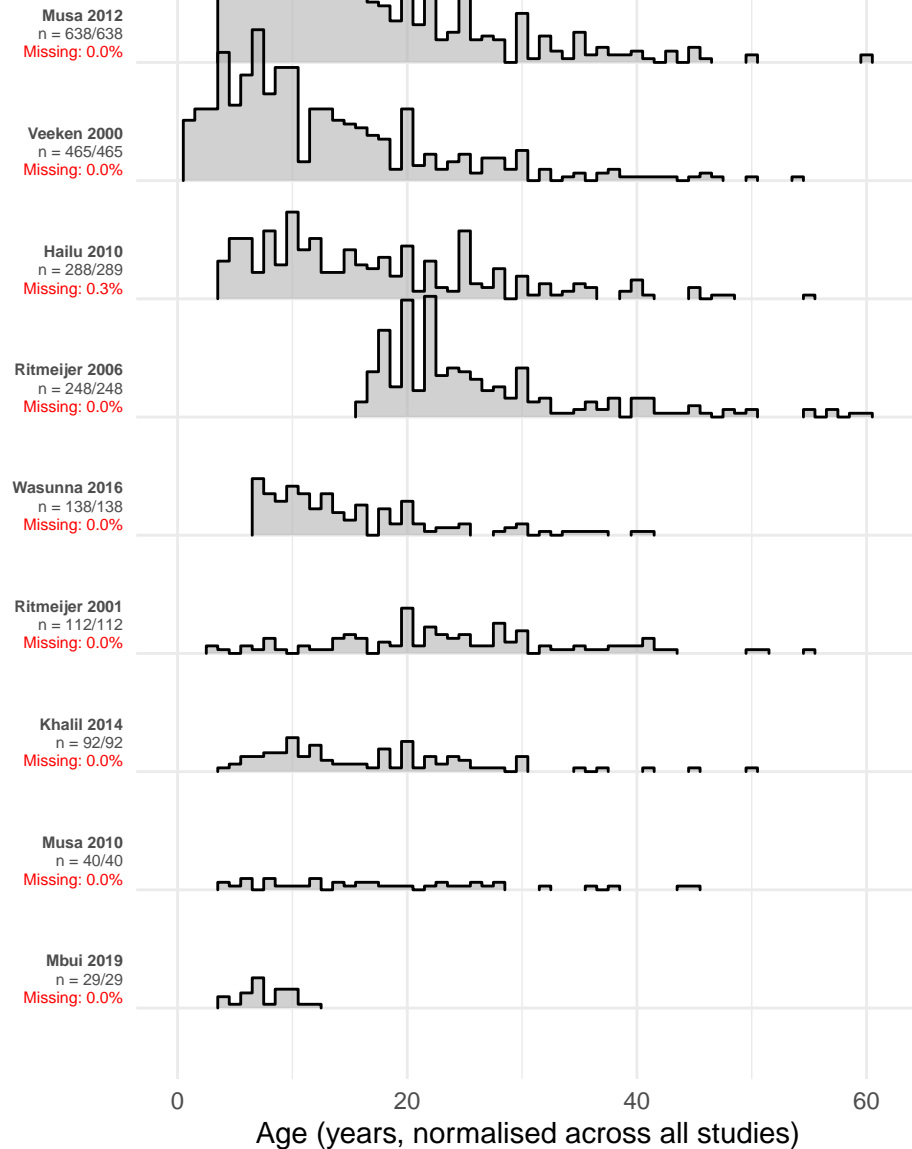 Musa 2012
n = 638/638
Missing: 0.0%
Veeken 2000
n = 465/465
Missing: 0.0%
Hailu 2010
n = 288/289
Missing: 0.3%
Ritmeijer 2006
n = 248/248
Missing: 0.0%
Wasunna 2016
n = 138/138
Missing: 0.0%
Ritmeijer 2001
n = 112/112
Missing: 0.0%
Khalil 2014
n = 92/92
Missing: 0.0%
Musa 2010
n = 40/40
Missing: 0.0%
Mbui 2019
n = 29/29
Missing: 0.0%
0 20 40 60
Age (years, normalised across all studies)